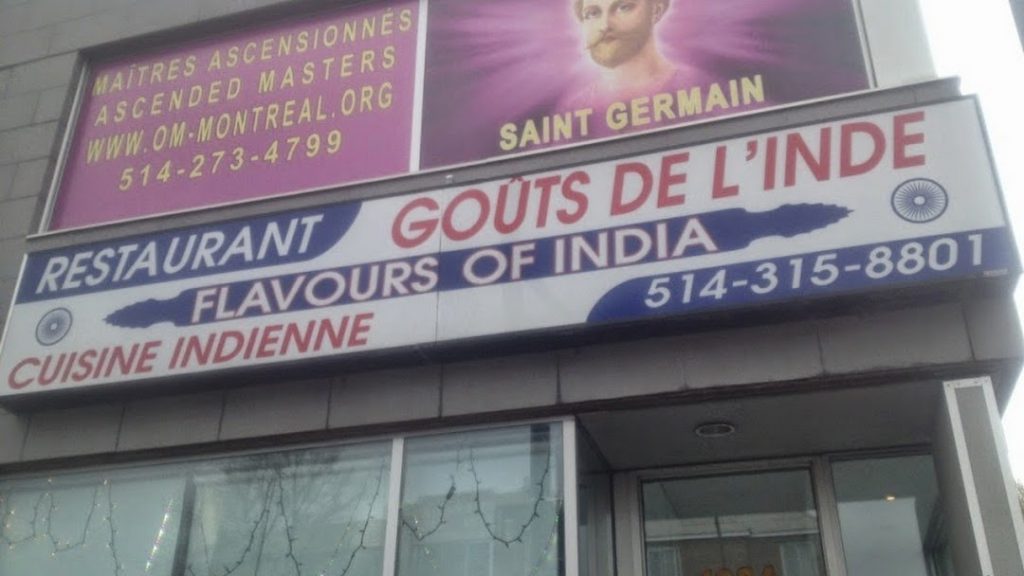 MAÎTRES ASCENSIONNÉS
ASCENDED MASTERS
WWW.OM-MONTREAL.ORG
514-273-4799
SAINT GERMAIN
RESTAURANT
GOÛTS DE L'INDE
FLAVOURS OF INDIA
CUISINE INDIENNE
514-315-8801